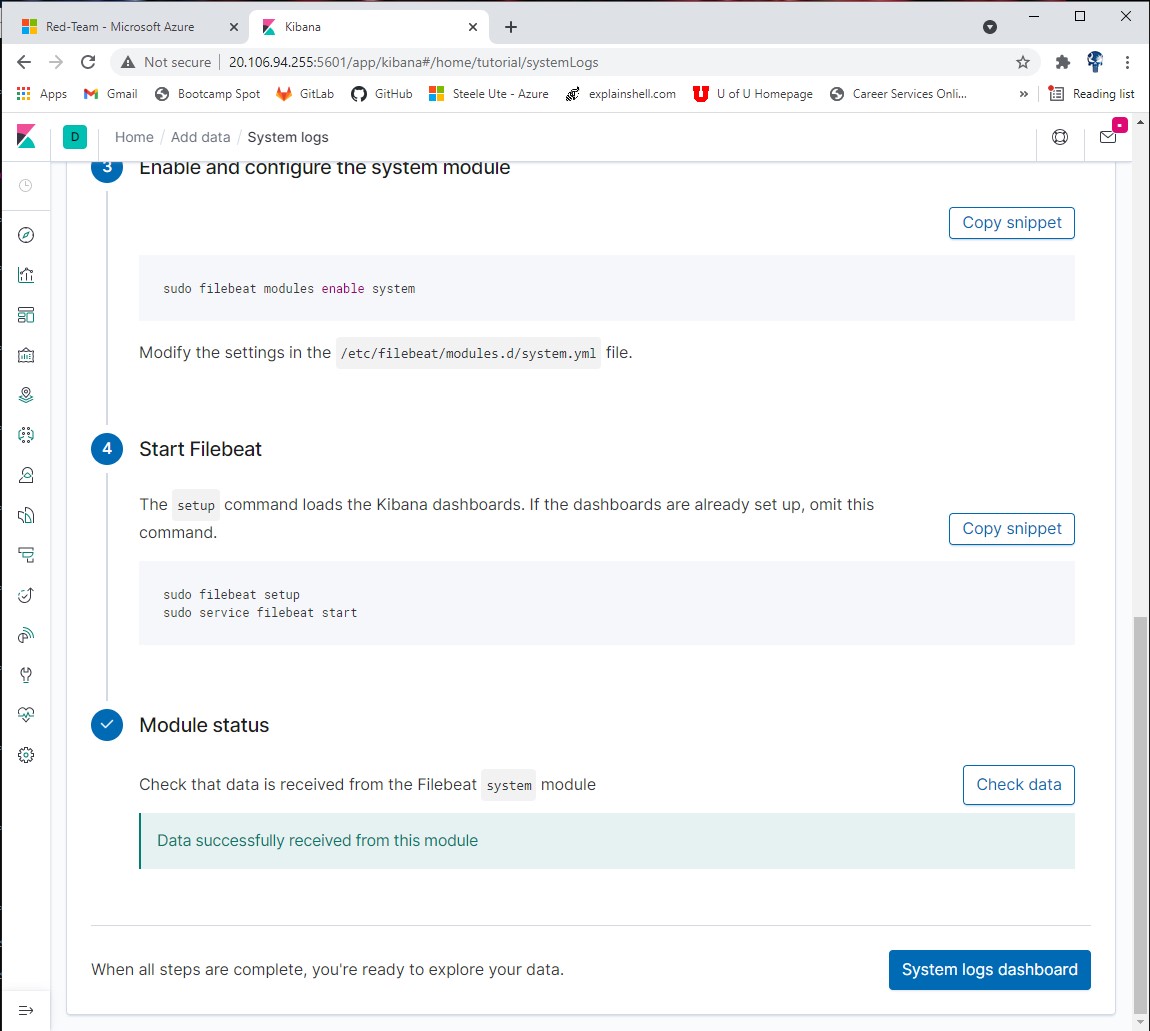 Red-Team - Microsoft Azure
Kibana
Not secure
20.106.94.255:5601/app/kibana#/home/tutorial/systemLogs
Apps
Gmail
Bootcamp Spot
GitLab
GitHub
Steele Ute - Azure
explainshell.com
U of U Homepage
Career Services Onli...
»
Reading list
D
Home / Add data / System logs
3 Enable and configure the system module
Copy snippet
sudo filebeat modules enable system
Modify the settings in the /etc/filebeat/modules.d/system.yml file.
4 Start Filebeat
The setup command loads the Kibana dashboards. If the dashboards are already set up, omit this
command.
Copy snippet
sudo filebeat setup
sudo service filebeat start
Module status
Check that data is received from the Filebeat system module
Check data
Data successfully received from this module
When all steps are complete, you're ready to explore your data.
System logs dashboard